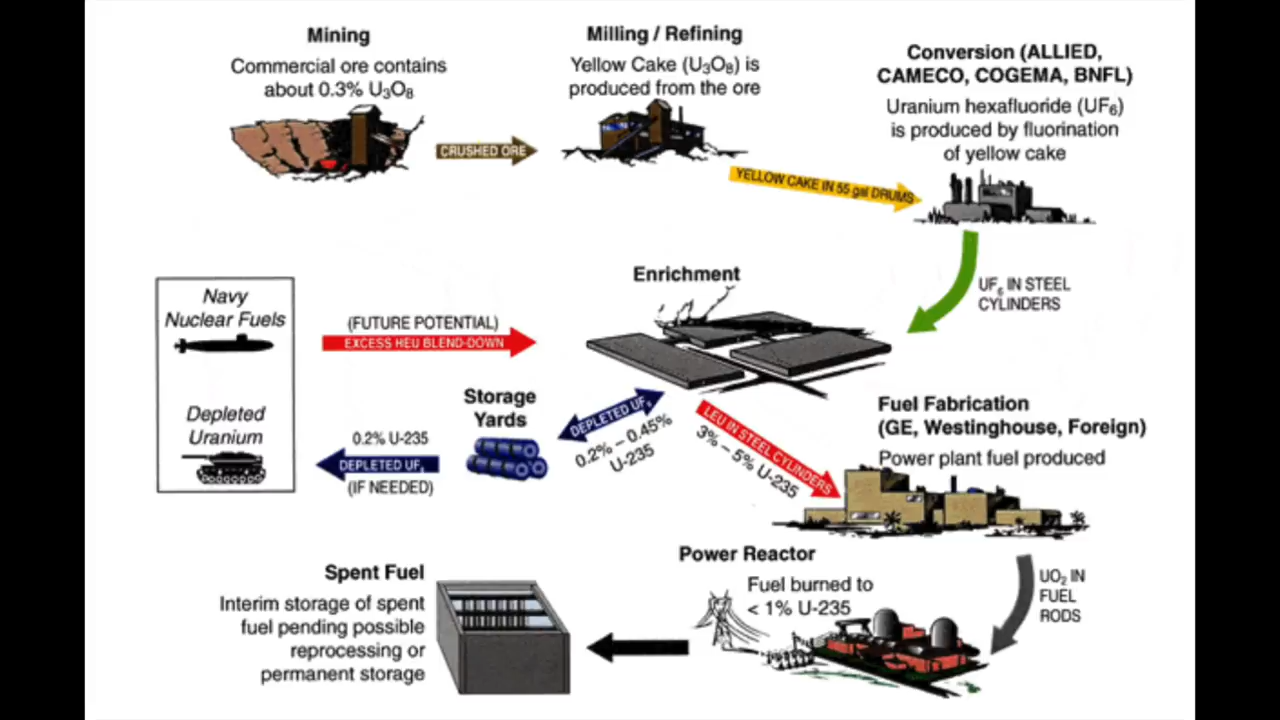 Mining
Commercial ore contains
about 0.3% U₃O₈
CRUSHED ORE
Milling / Refining
Yellow Cake (U₃O₈) is
produced from the ore
YELLOW CAKE IN 55 gal DRUMS
Conversion (ALLIED,
CAMECO, COGEMA, BNFL)
Uranium hexafluoride (UF₆)
is produced by fluorination
of yellow cake
UF₆ IN STEEL
CYLINDERS
Enrichment
Navy
Nuclear Fuels
(FUTURE POTENTIAL)
EXCESS HEU BLEND-DOWN
Depleted
Uranium
0.2% U-235
DEPLETED UF₆
(IF NEEDED)
Storage
Yards
DEPLETED UF₆
0.2% – 0.45%
U-235
LEU IN STEEL CYLINDERS
3% – 5% U-235
Fuel Fabrication
(GE, Westinghouse, Foreign)
Power plant fuel produced
UO₂ IN
FUEL
RODS
Power Reactor
Fuel burned to
< 1% U-235
Spent Fuel
Interim storage of spent
fuel pending possible
reprocessing or
permanent storage